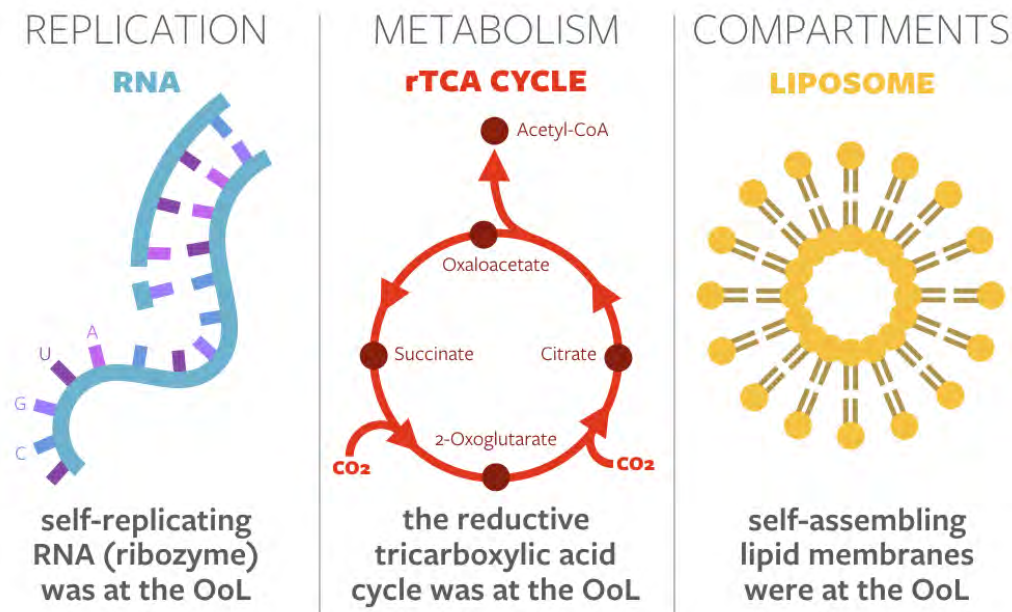 REPLICATION
RNA
A
U
G
C
self-replicating
RNA (ribozyme)
was at the OoL
METABOLISM
rTCA CYCLE
Acetyl-CoA
Oxaloacetate
Succinate
Citrate
2-Oxoglutarate
CO2
CO2
the reductive
tricarboxylic acid
cycle was at the OoL
COMPARTMENTS
LIPOSOME
self-assembling
lipid membranes
were at the OoL